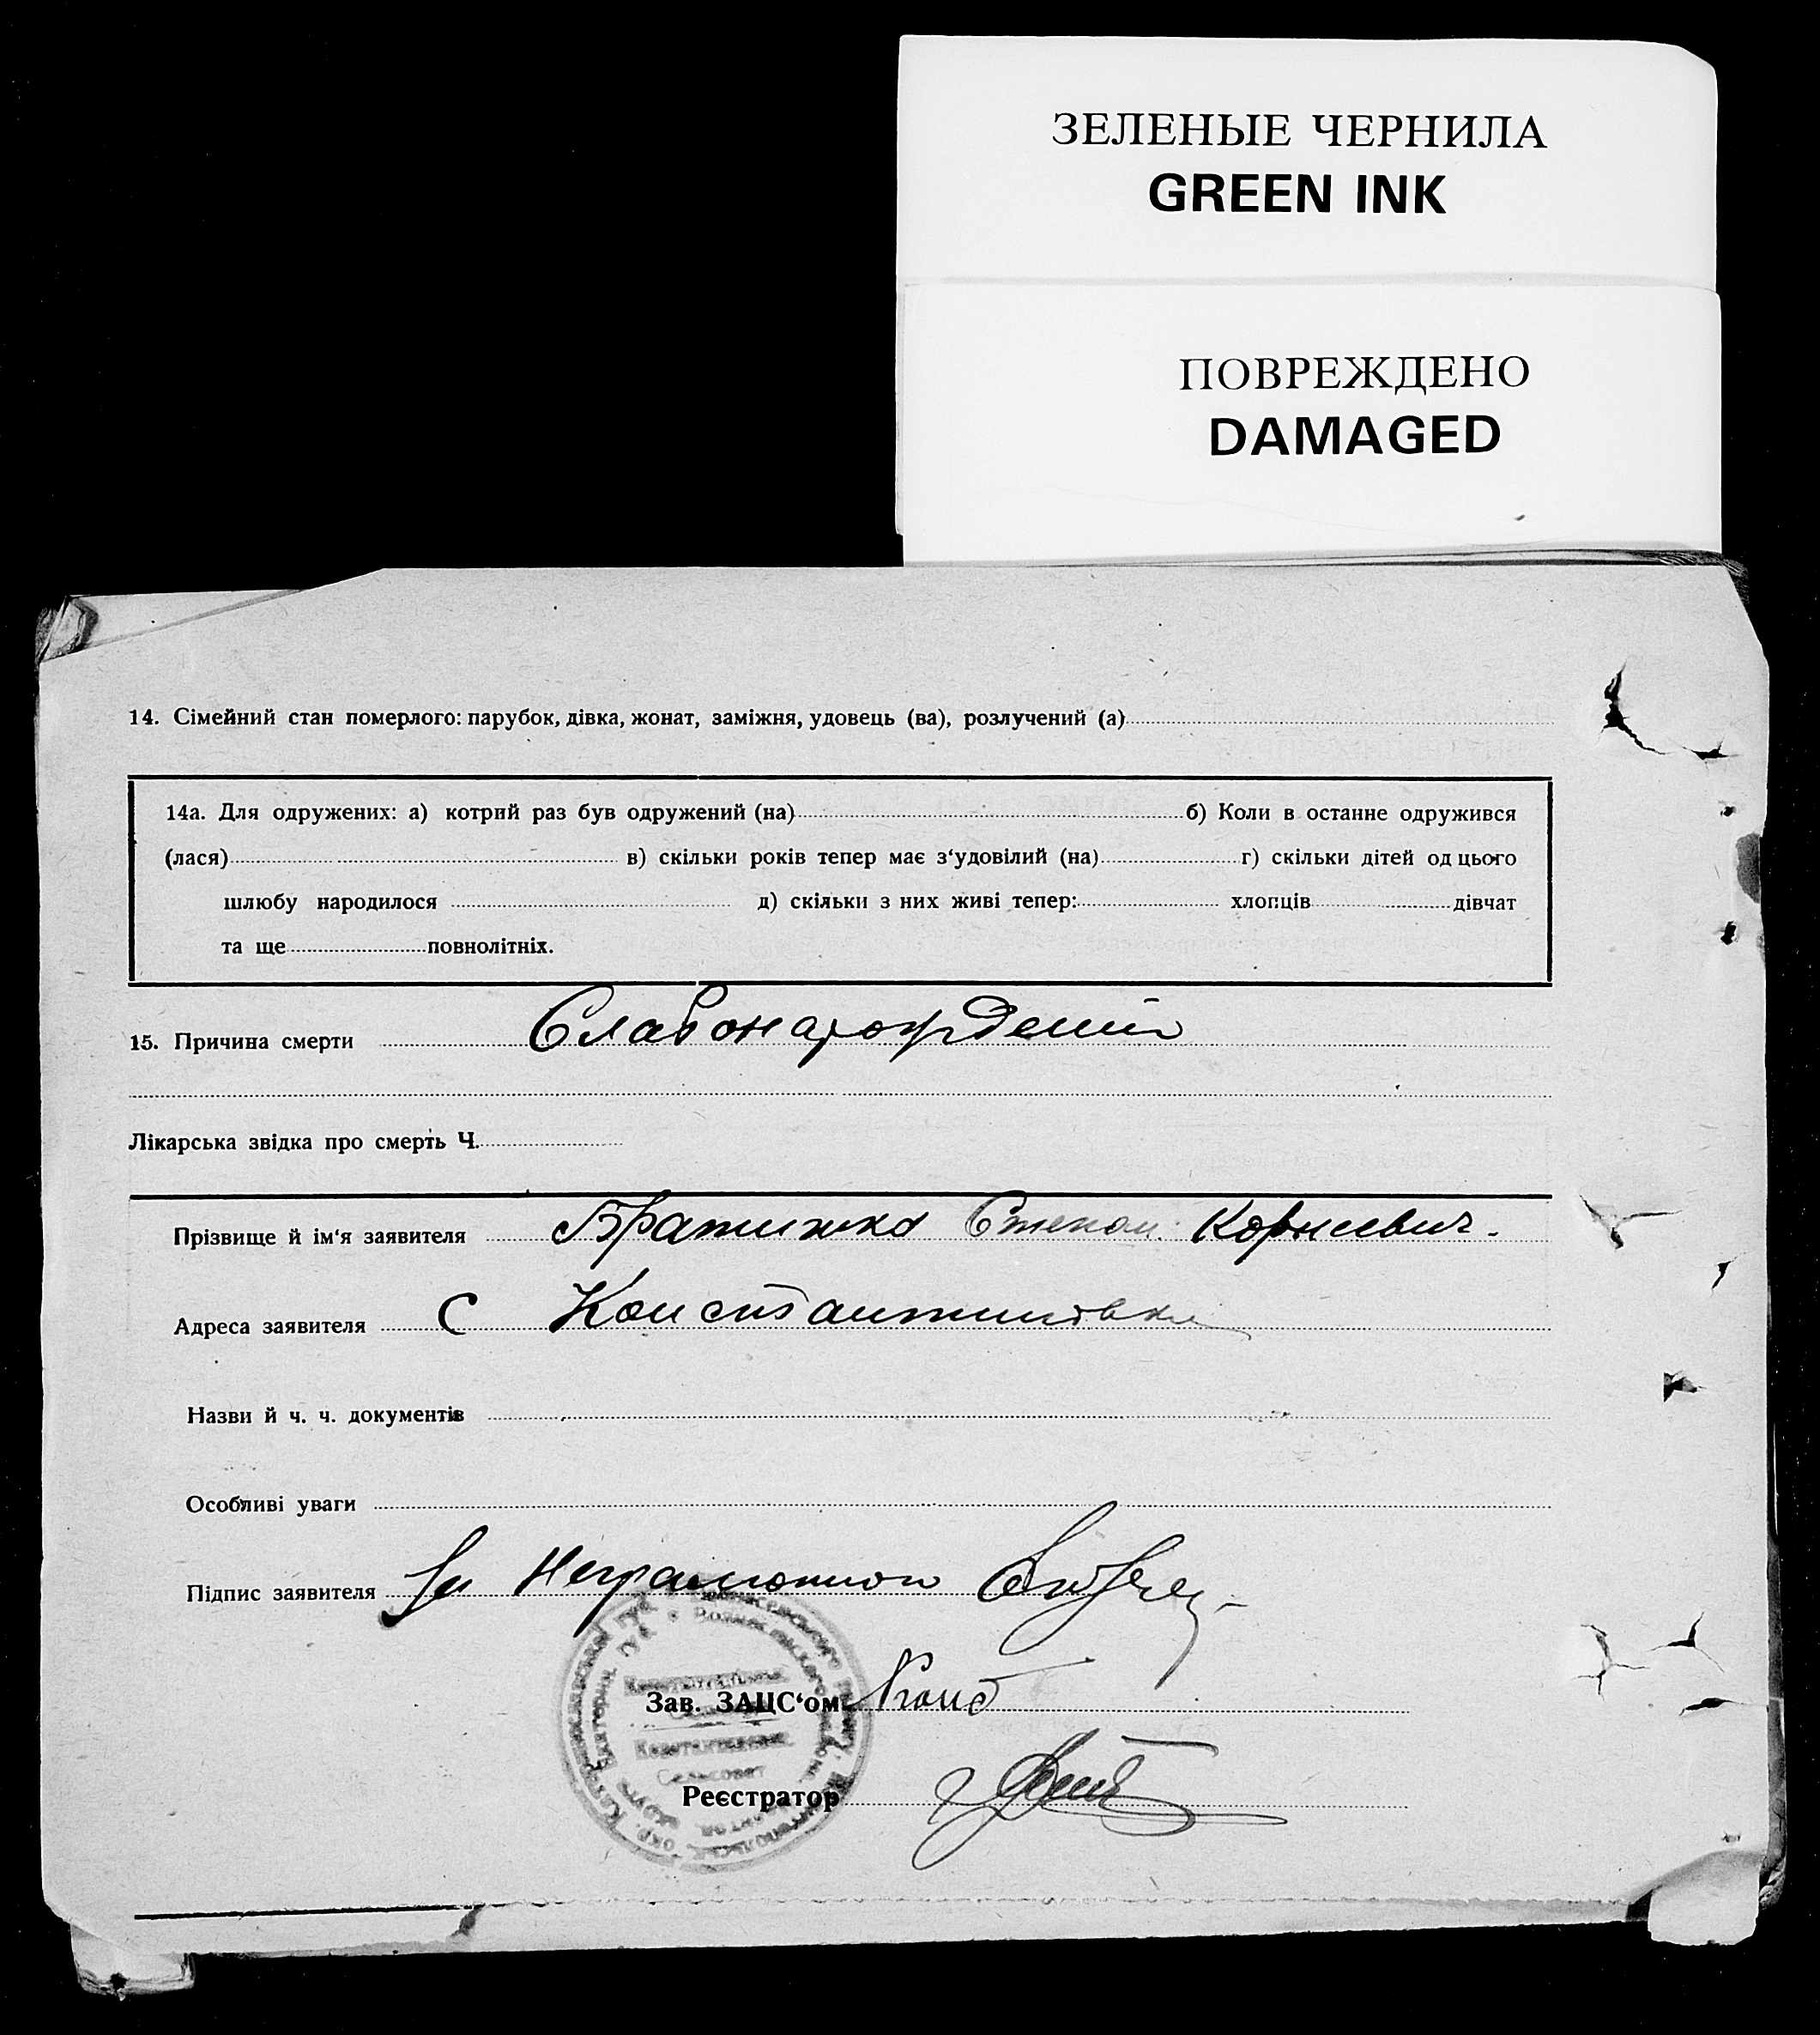 ЗЕЛЕНЫЕ ЧЕРНИЛА
GREEN INK
ПОВРЕЖДЕНО
DAMAGED
14. Сімейний стан померлого: парубок, дівка, жонат, заміжня, удовець (ва), розлучений (а)
14а. Для одружених: а) котрий раз був одружений (на) б) Коли в останне одружився
(лася) в) скільки років тепер має з‘удовілий (на) г) скільки дітей од цього
шлюбу народилося д) скільки з них живі тепер: хлопців дівчат
та ще повнолітніх.
15. Причина смерти Слабонарожденій
Лікарська звідка про смерть Ч.
Прізвище й ім‘я заявителя Братишко Степан Корнеевич.
Адреса заявителя С Константиновка
Назви й ч. ч. документів
Особливі уваги
Підпис заявителя За Неграмотного
Зав. ЗАЦС‘ом
Реєстратор